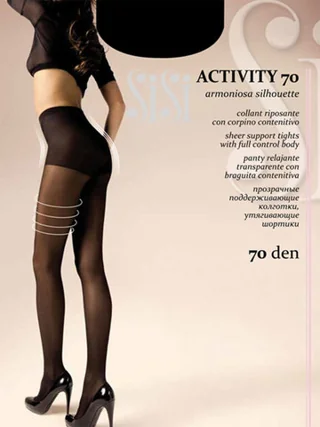 SISI
ACTIVITY 70
armoniosa silhouette
collant riposante
con corpino contenitivo
sheer support tights
with full control body
panty relajante
transparente con
braguita contenitiva
прозрачные
поддерживающие
колготки,
утягивающие
шортики
70 den